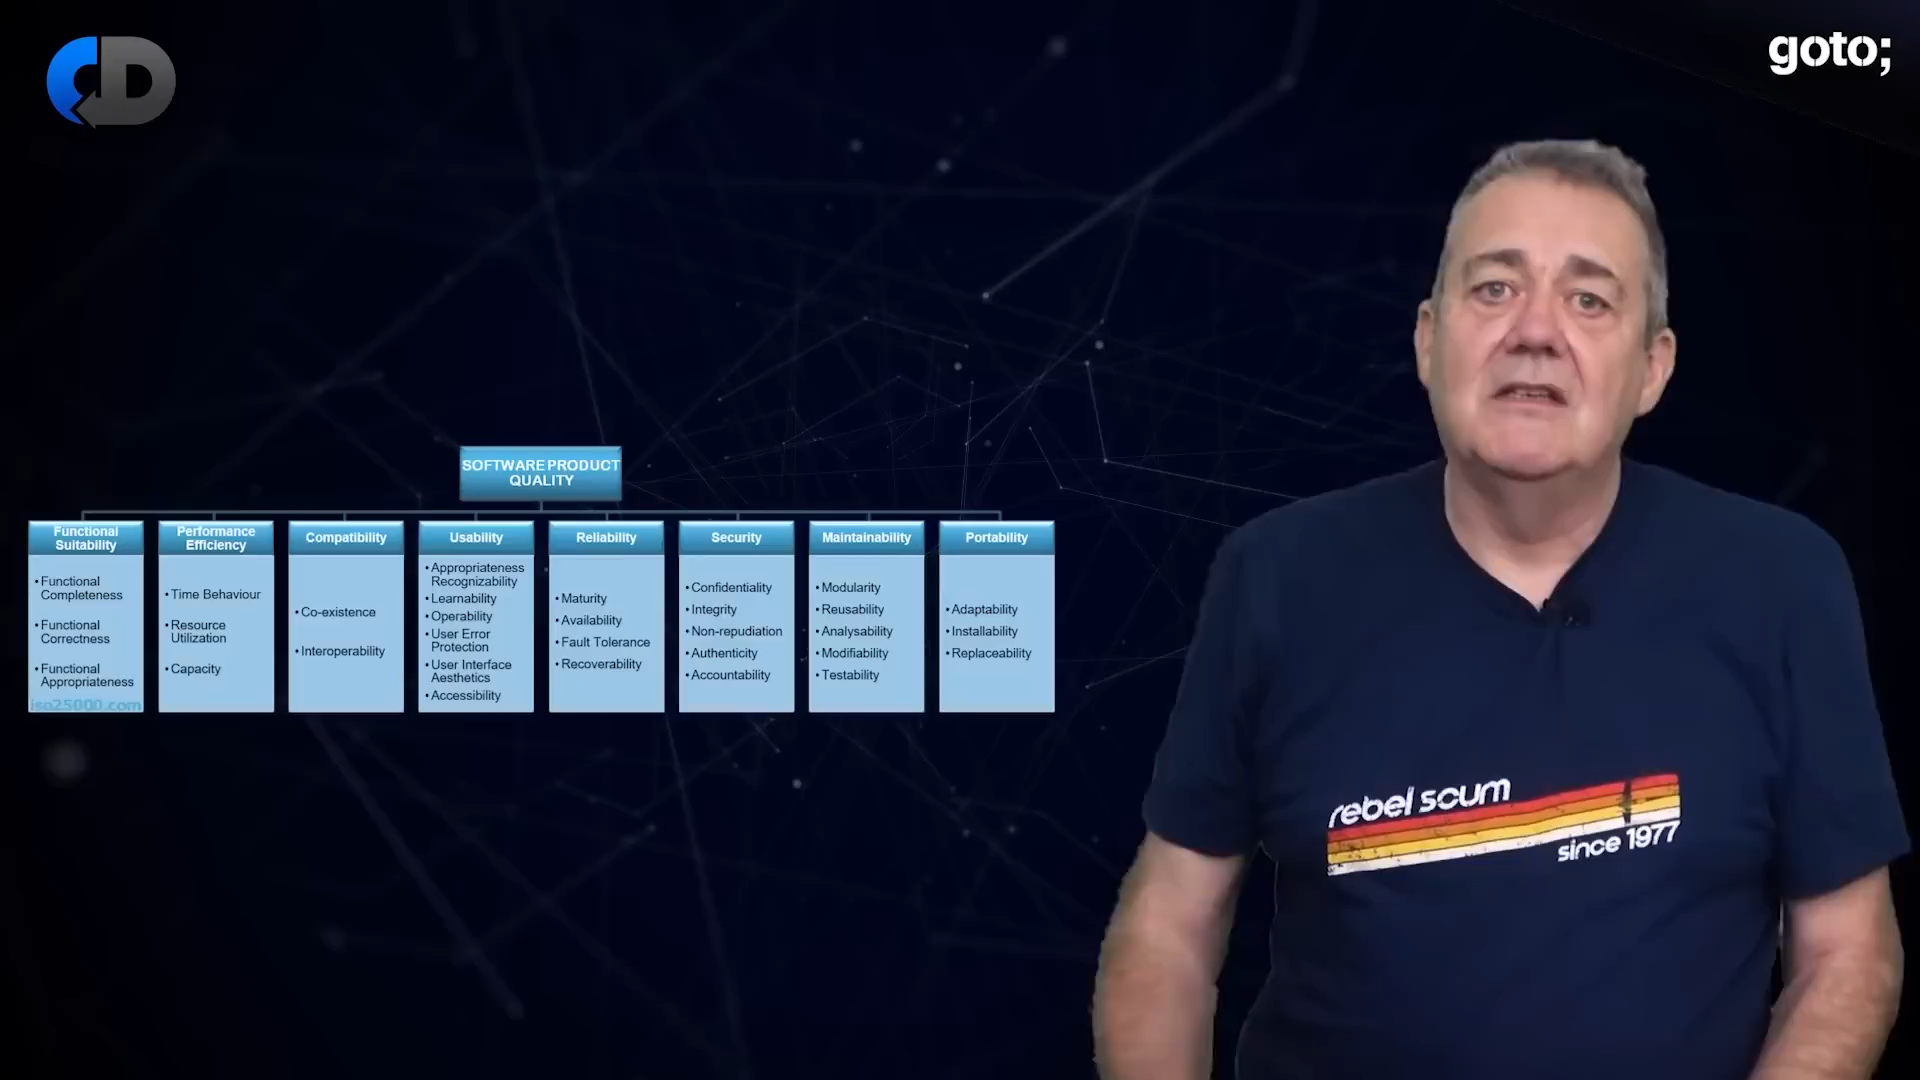 CD
goto;
SOFTWARE PRODUCT
QUALITY
Functional
Suitability
• Functional
Completeness
• Functional
Correctness
• Functional
Appropriateness
iso25000.com
Performance
Efficiency
• Time Behaviour
• Resource
Utilization
• Capacity
Compatibility
• Co-existence
• Interoperability
Usability
• Appropriateness
Recognizability
• Learnability
• Operability
• User Error
Protection
• User Interface
Aesthetics
• Accessibility
Reliability
• Maturity
• Availability
• Fault Tolerance
• Recoverability
Security
• Confidentiality
• Integrity
• Non-repudiation
• Authenticity
• Accountability
Maintainability
• Modularity
• Reusability
• Analysability
• Modifiability
• Testability
Portability
• Adaptability
• Installability
• Replaceability
rebel scum
since 1977